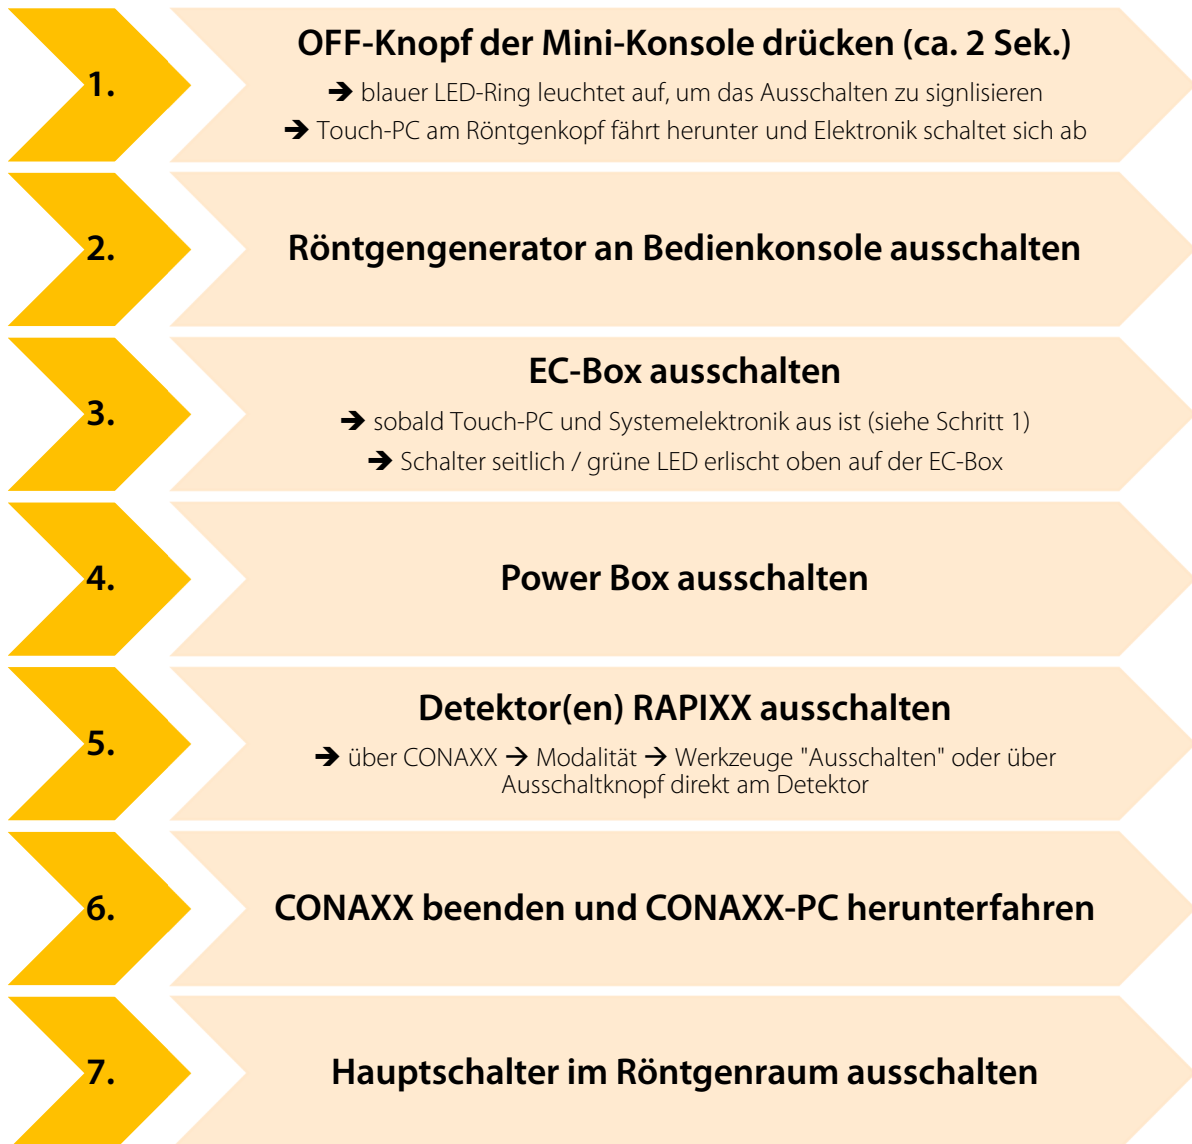 1.
OFF-Knopf der Mini-Konsole drücken (ca. 2 Sek.)
➔ blauer LED-Ring leuchtet auf, um das Ausschalten zu signlisieren
➔ Touch-PC am Röntgenkopf fährt herunter und Elektronik schaltet sich ab
2.
Röntgengenerator an Bedienkonsole ausschalten
3.
EC-Box ausschalten
➔ sobald Touch-PC und Systemelektronik aus ist (siehe Schritt 1)
➔ Schalter seitlich / grüne LED erlischt oben auf der EC-Box
4.
Power Box ausschalten
5.
Detektor(en) RAPIXX ausschalten
➔ über CONAXX → Modalität → Werkzeuge "Ausschalten" oder über
Ausschaltknopf direkt am Detektor
6.
CONAXX beenden und CONAXX-PC herunterfahren
7.
Hauptschalter im Röntgenraum ausschalten